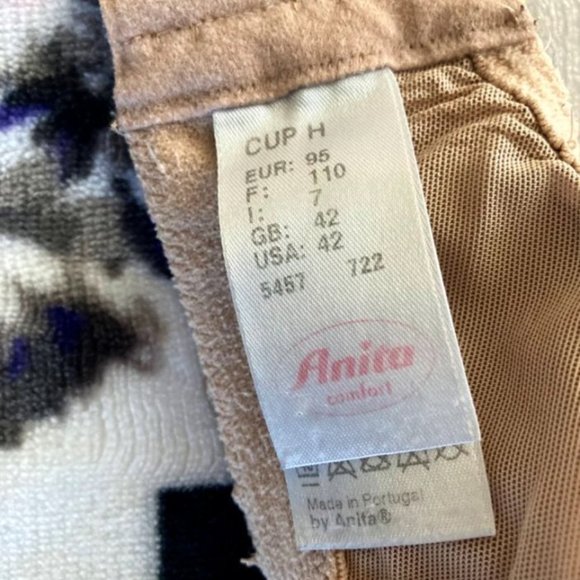 CUP H
EUR: 95
F: 110
I: 7
GB: 42
USA: 42
5457 722
Anita
comfort
Made in Portugal
by Anita®